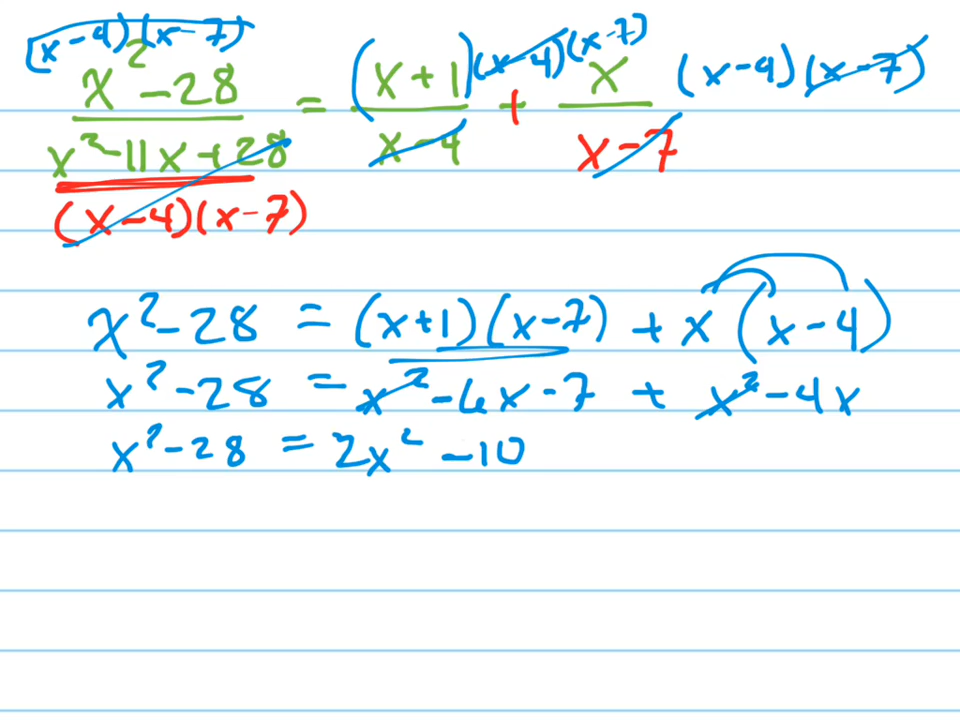 (x-4)(x-7) (x-4)(x-7)
x² - 28 = (x+1) + x (x-4)(x-7)
x² - 11x + 28 x-4 x-7
(x-4)(x-7)
x² - 28 = (x+1)(x-7) + x(x-4)
x² - 28 = x² - 6x - 7 + x² - 4x
x² - 28 = 2x² - 10